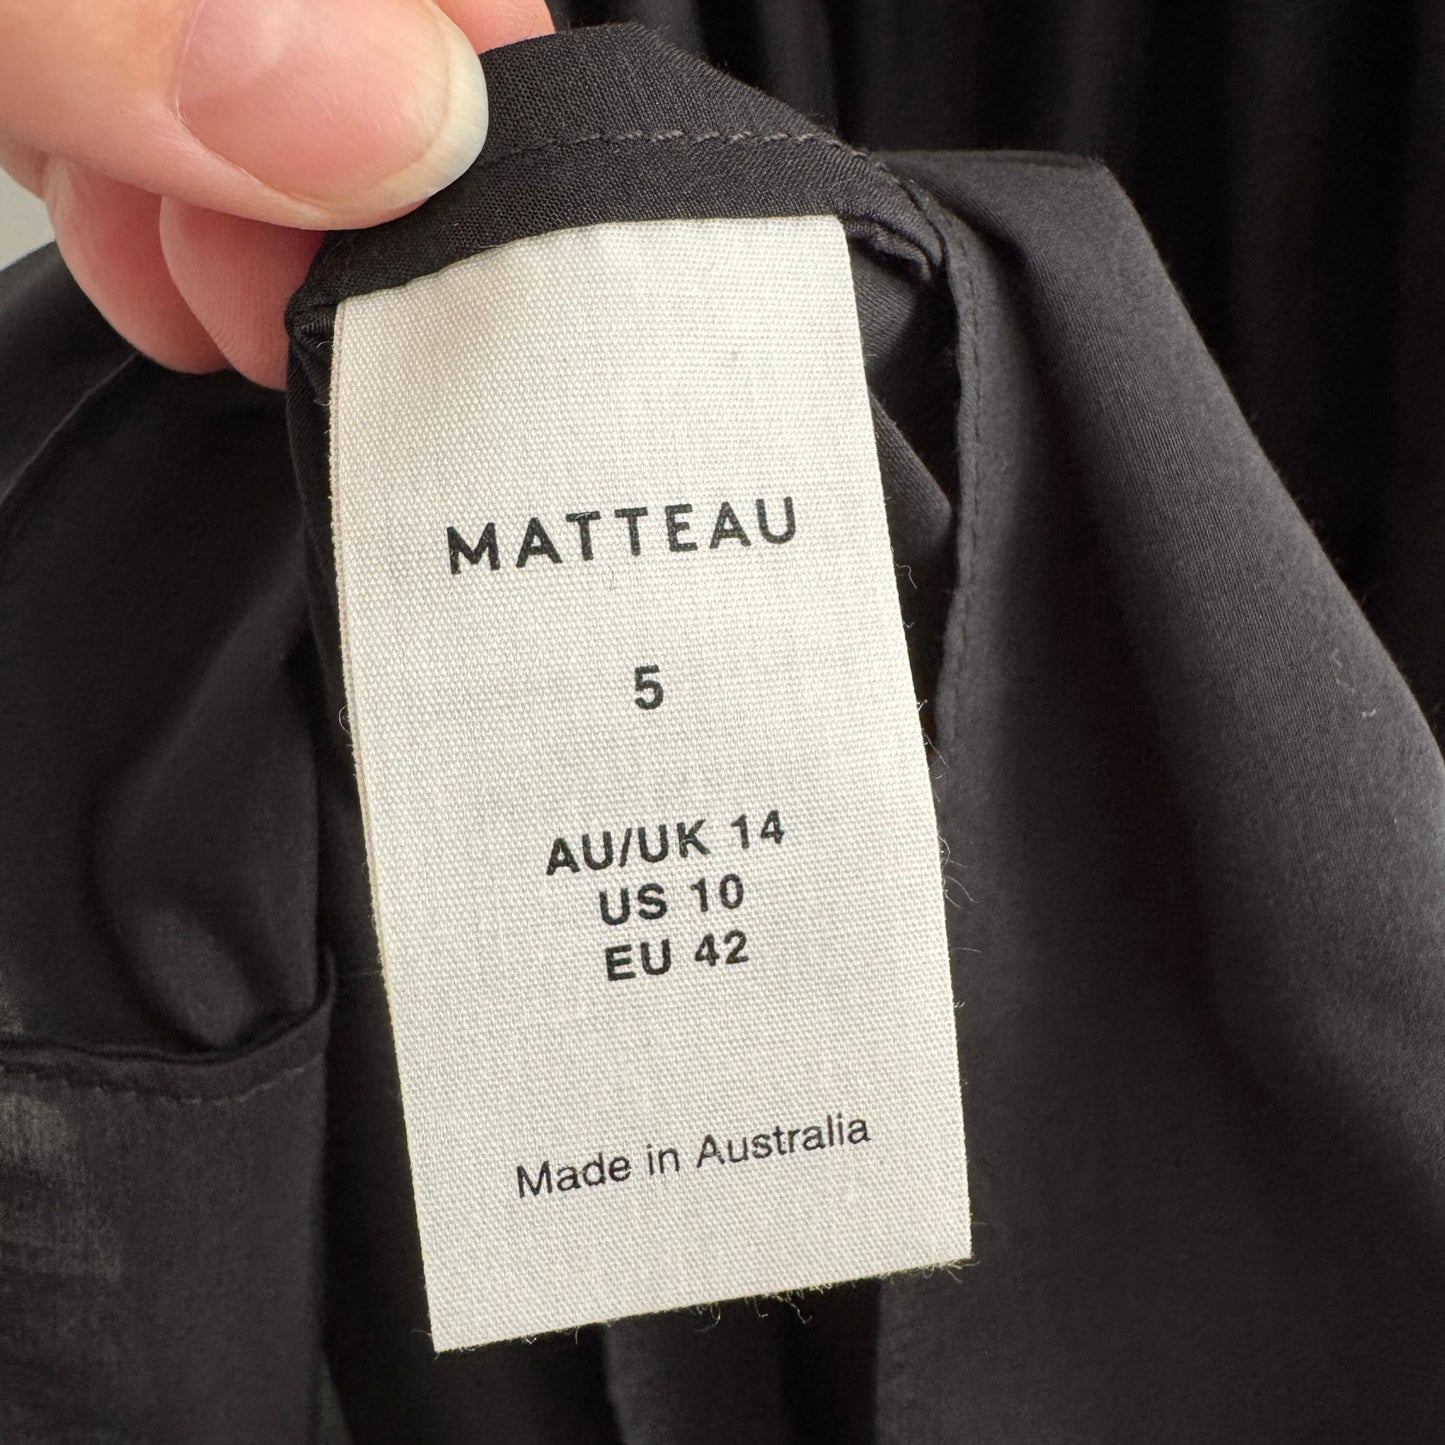 MATTEAU
5
AU/UK 14
US 10
EU 42
Made in Australia